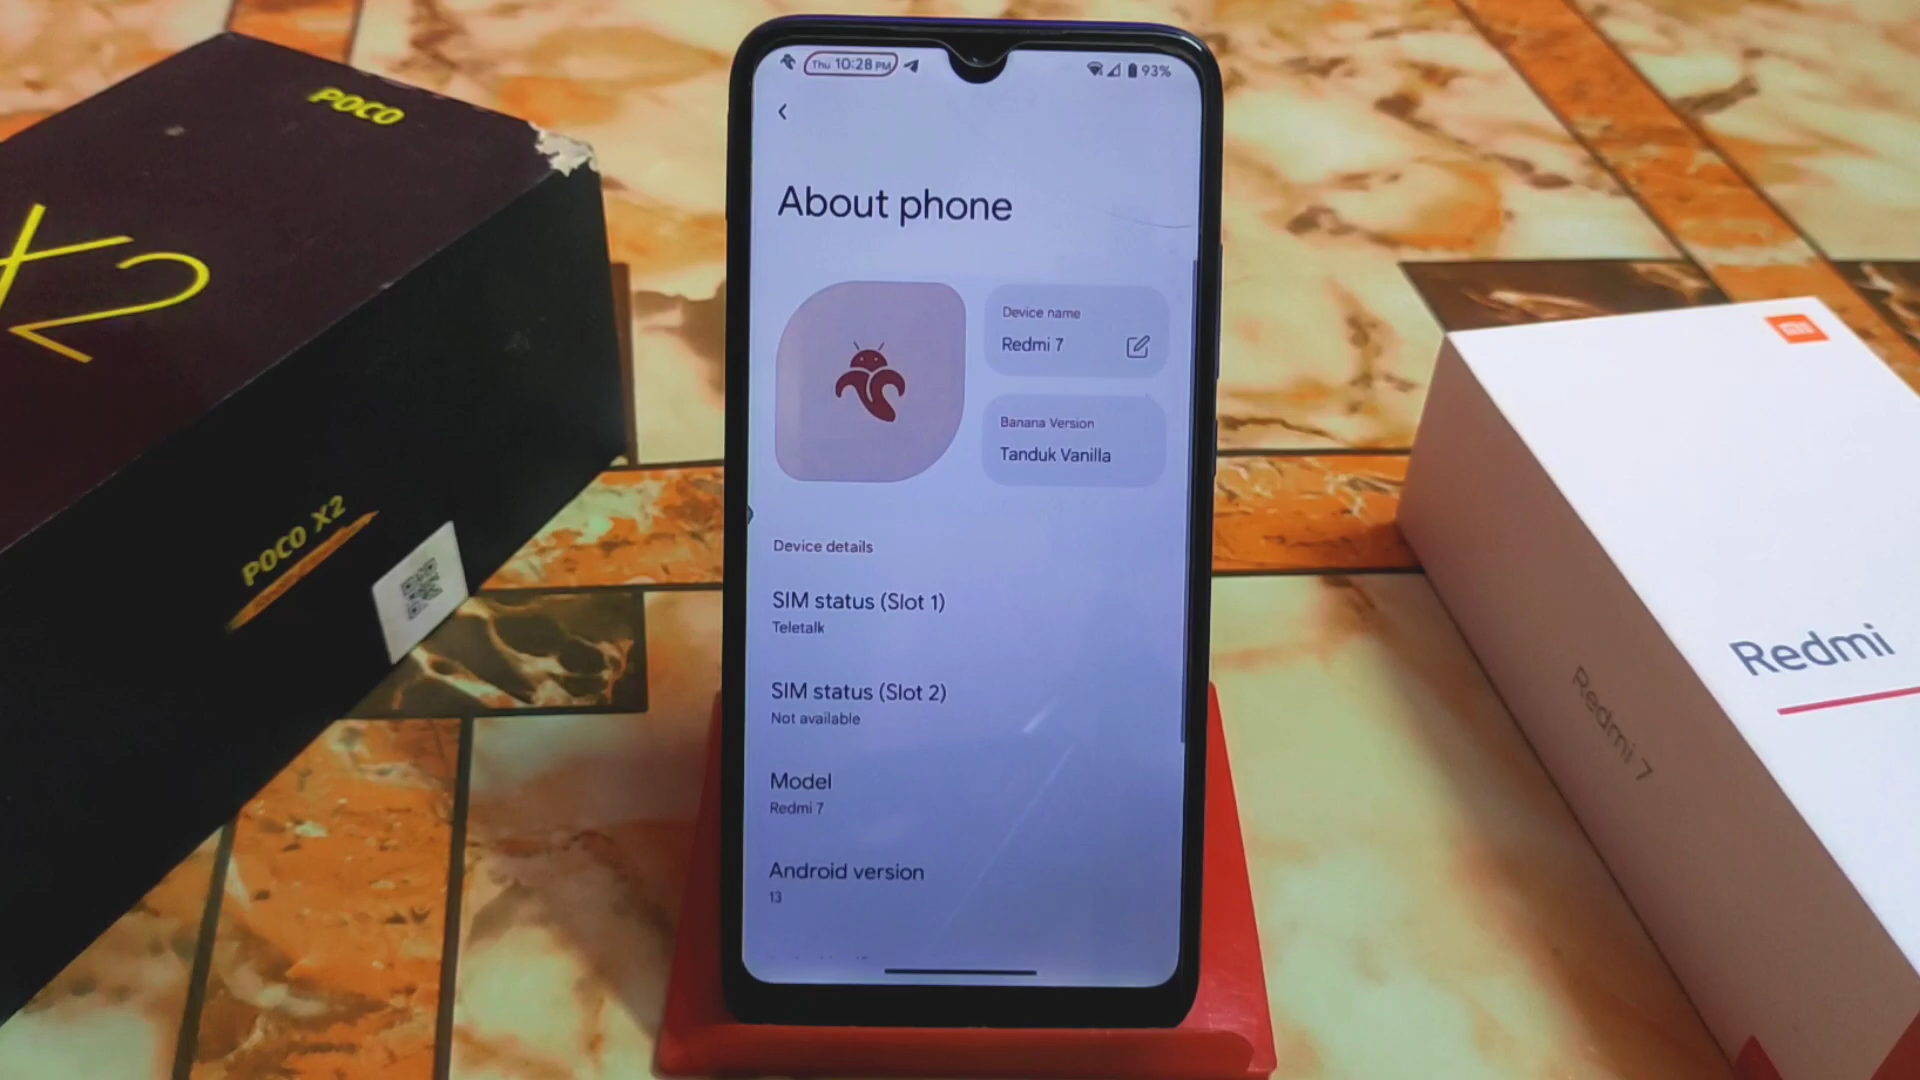 POCO
X2
POCO X2
Thu 10:28 PM
93%
About phone
Device name
Redmi 7
Banana Version
Tanduk Vanilla
Device details
SIM status (Slot 1)
Teletalk
SIM status (Slot 2)
Not available
Model
Redmi 7
Android version
13
mi
Redmi
Redmi 7